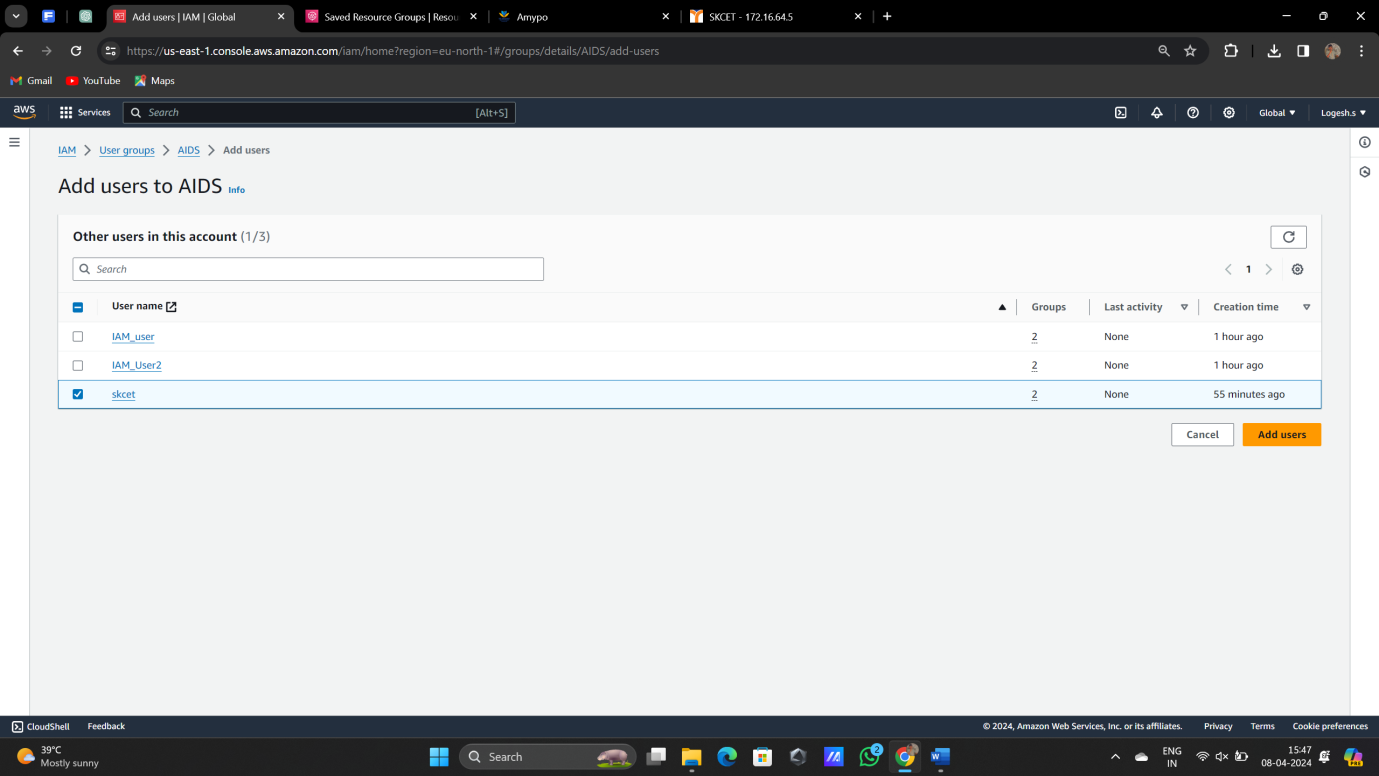 Add users | IAM | Global
Saved Resource Groups | Resou
Amypo
SKCET - 172.16.64.5
https://us-east-1.console.aws.amazon.com/iam/home?region=eu-north-1#/groups/details/AIDS/add-users
Gmail YouTube Maps
aws Services Search [Alt+S] Global Logesh.s
IAM User groups AIDS Add users
Add users to AIDS Info
Other users in this account (1/3)
Search 1
User name Groups Last activity Creation time
IAM_user 2 None 1 hour ago
IAM_User2 2 None 1 hour ago
skcet 2 None 55 minutes ago
Cancel Add users
CloudShell Feedback © 2024, Amazon Web Services, Inc. or its affiliates. Privacy Terms Cookie preferences
39°C
Mostly sunny
Search
2
ENG
IN
15:47
08-04-2024
PRE